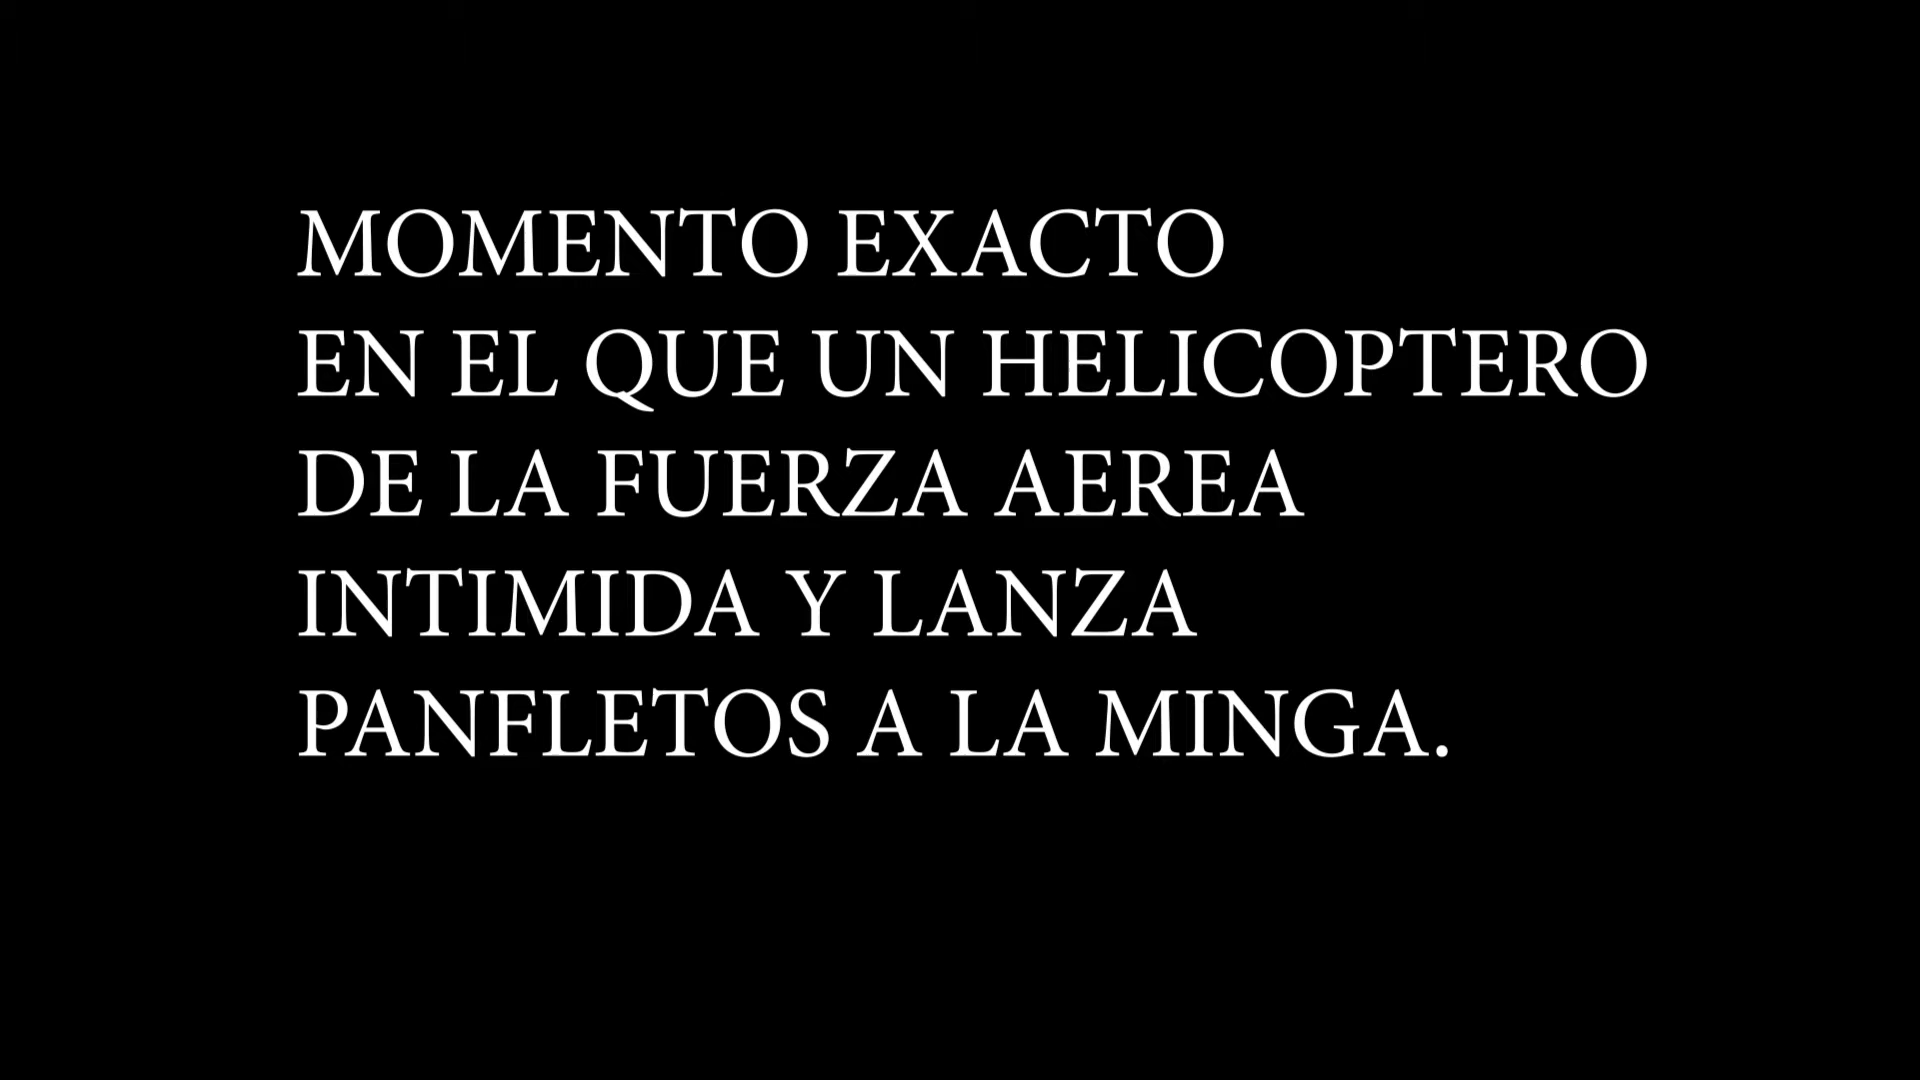 MOMENTO EXACTO
EN EL QUE UN HELICOPTERO
DE LA FUERZA AEREA
INTIMIDA Y LANZA
PANFLETOS A LA MINGA.